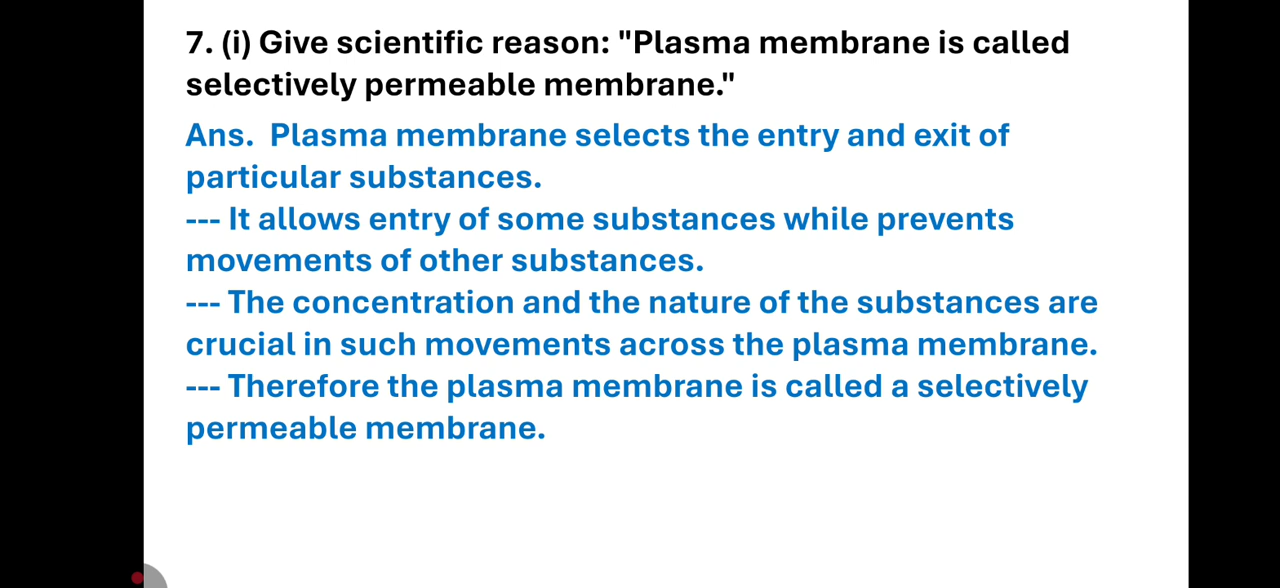 7. (i) Give scientific reason: "Plasma membrane is called
selectively permeable membrane."
Ans.  Plasma membrane selects the entry and exit of
particular substances.
--- It allows entry of some substances while prevents
movements of other substances.
--- The concentration and the nature of the substances are
crucial in such movements across the plasma membrane.
--- Therefore the plasma membrane is called a selectively
permeable membrane.